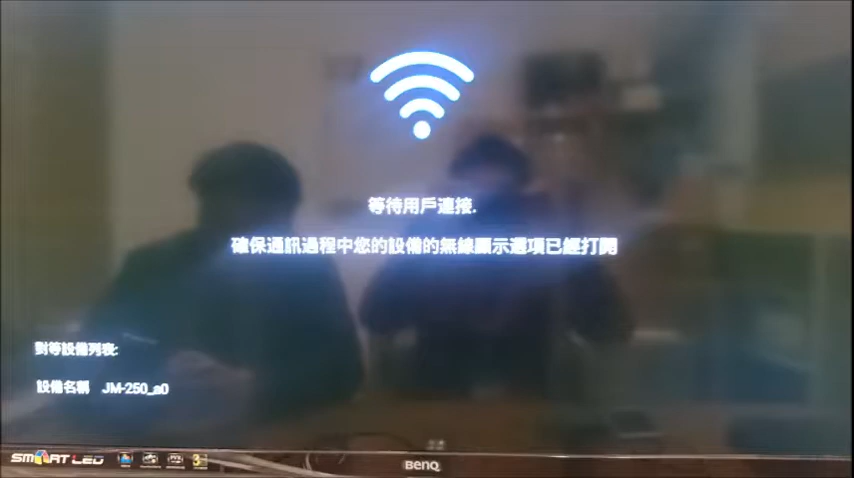 等待用戶連接.
確保通訊過程中您的設備的無線顯示選項已經打開
對等設備列表:
設備名稱 JM-250_a0
SMART LED
3
BenQ